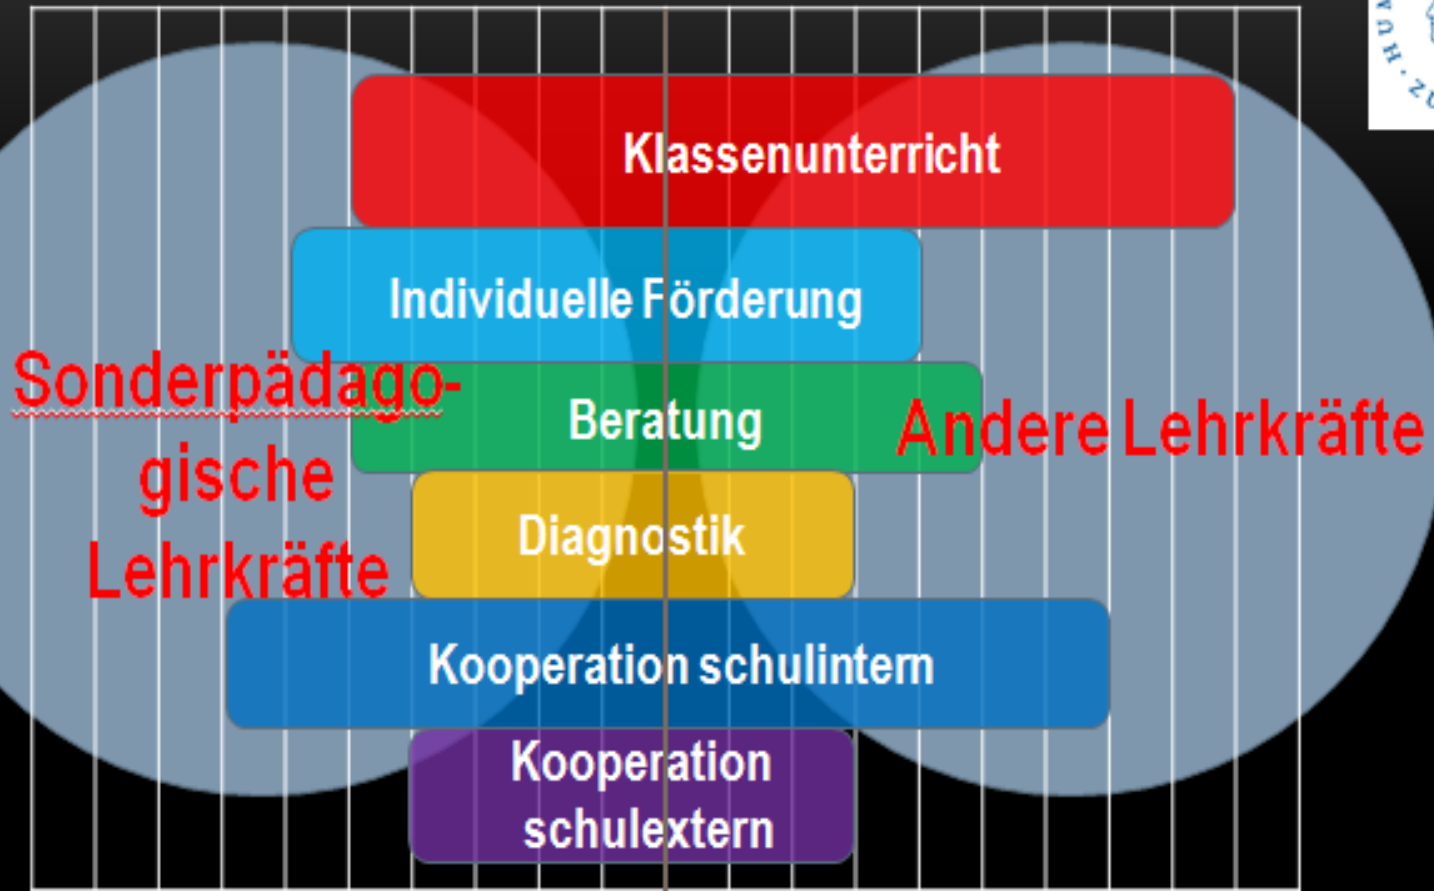 Klassenunterricht
Individuelle Förderung
Sonderpädago-
gische
Lehrkräfte
Beratung
Andere Lehrkräfte
Diagnostik
Kooperation schulintern
Kooperation
schulextern